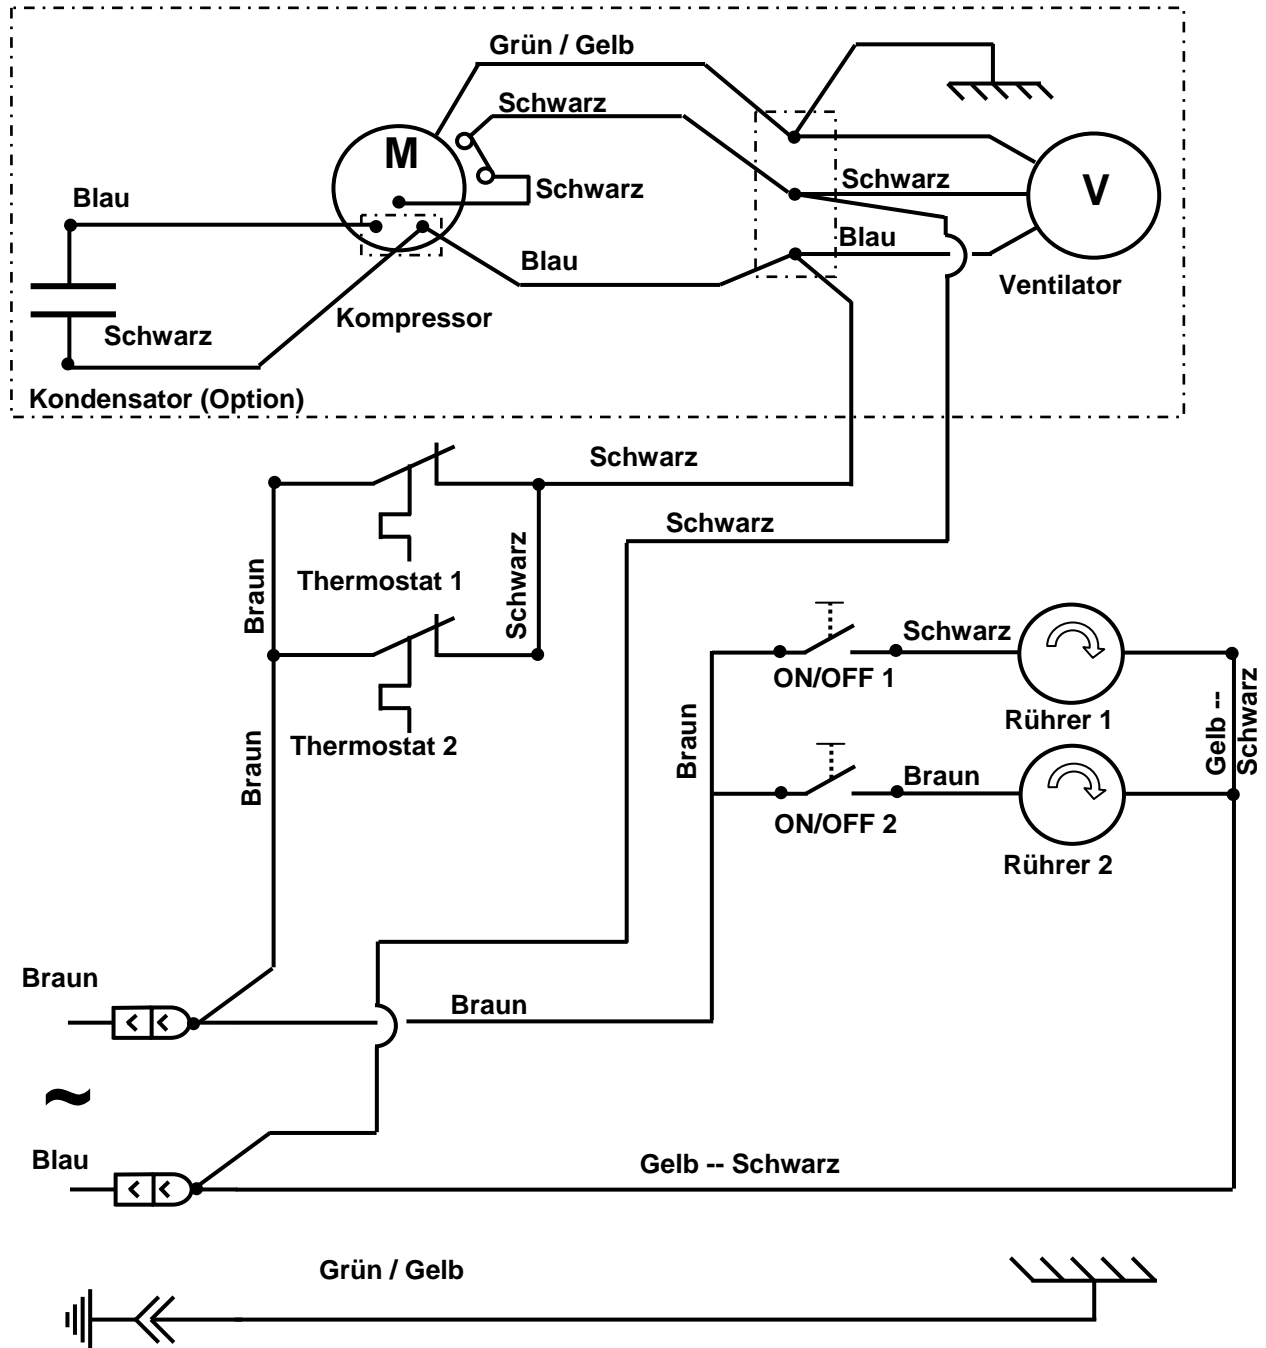 Grün / Gelb
Schwarz
M
Schwarz
Schwarz
V
Blau
Blau
Blau
Ventilator
Kompressor
Schwarz
Kondensator (Option)
Schwarz
Schwarz
Braun
Schwarz
Thermostat 1
Schwarz
ON/OFF 1
Rührer 1
Gelb --
Schwarz
Braun
Braun
Thermostat 2
Braun
ON/OFF 2
Rührer 2
Braun
Braun
~
Blau
Gelb -- Schwarz
Grün / Gelb